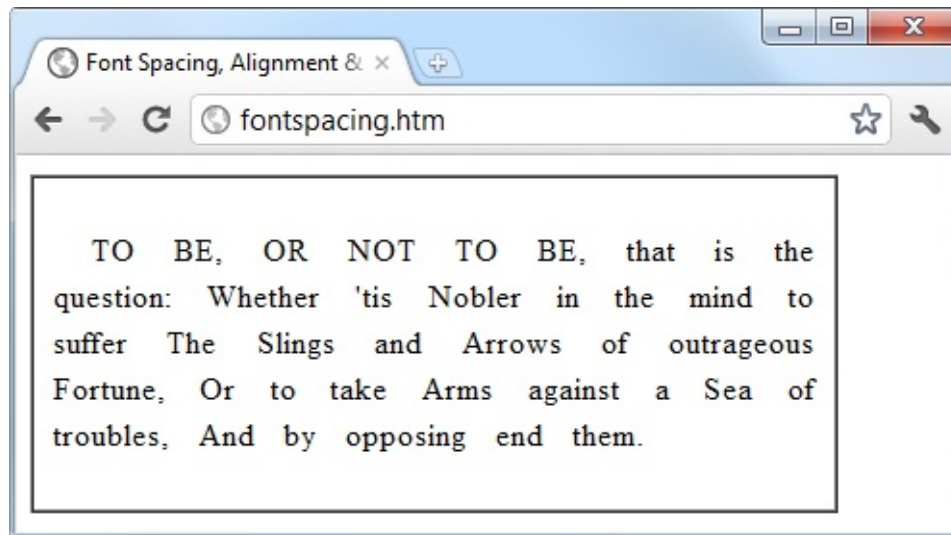 Font Spacing, Alignment &
fontspacing.htm
TO BE, OR NOT TO BE, that is the
question: Whether 'tis Nobler in the mind to
suffer The Slings and Arrows of outrageous
Fortune, Or to take Arms against a Sea of
troubles, And by opposing end them.